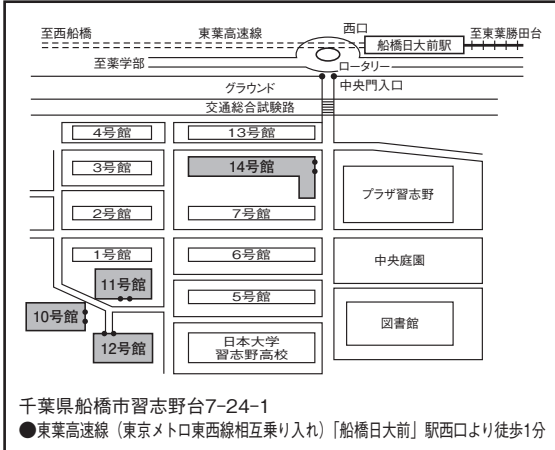 至西船橋 東葉高速線 西口 船橋日大前駅 至東葉勝田台
至薬学部 ロータリー
グラウンド 中央門入口
交通総合試験路
4号館 13号館
3号館 14号館 プラザ習志野
2号館 7号館
1号館 6号館 中央庭園
11号館 5号館
10号館 図書館
12号館 日本大学
習志野高校
千葉県船橋市習志野台7-24-1
●東葉高速線(東京メトロ東西線相互乗り入れ)「船橋日大前」駅西口より徒歩1分